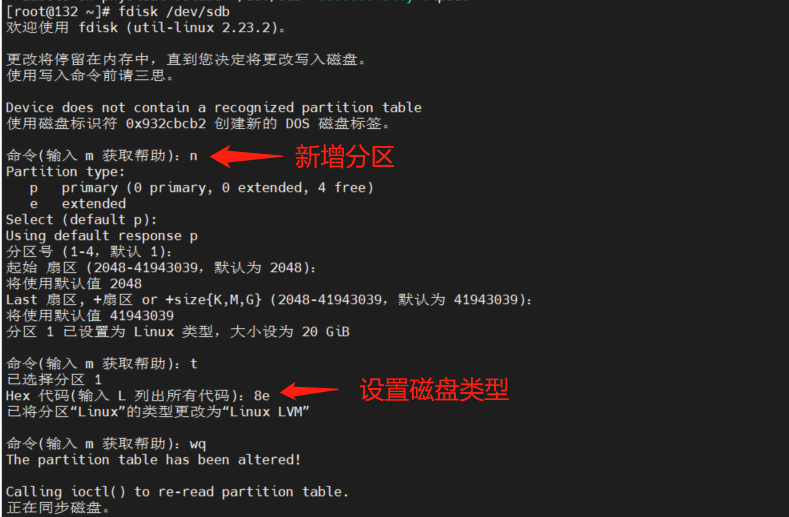 [root@132 ~]# fdisk /dev/sdb
欢迎使用 fdisk (util-linux 2.23.2)。
更改将停留在内存中，直到您决定将更改写入磁盘。
使用写入命令前请三思。
Device does not contain a recognized partition table
使用磁盘标识符 0x932cbcb2 创建新的 DOS 磁盘标签。
命令(输入 m 获取帮助)：n
新增分区
Partition type:
   p   primary (0 primary, 0 extended, 4 free)
   e   extended
Select (default p):
Using default response p
分区号 (1-4，默认 1)：
起始 扇区 (2048-41943039，默认为 2048)：
将使用默认值 2048
Last 扇区, +扇区 or +size{K,M,G} (2048-41943039，默认为 41943039)：
将使用默认值 41943039
分区 1 已设置为 Linux 类型，大小设为 20 GiB
命令(输入 m 获取帮助)：t
已选择分区 1
Hex 代码(输入 L 列出所有代码)：8e
设置磁盘类型
已将分区“Linux”的类型更改为“Linux LVM”
命令(输入 m 获取帮助)：wq
The partition table has been altered!
Calling ioctl() to re-read partition table.
正在同步磁盘。